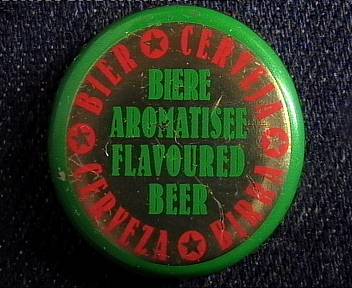 BIER CERVEJA BIRRA CERVEZA
BIERE
AROMATISEE
FLAVOURED
BEER